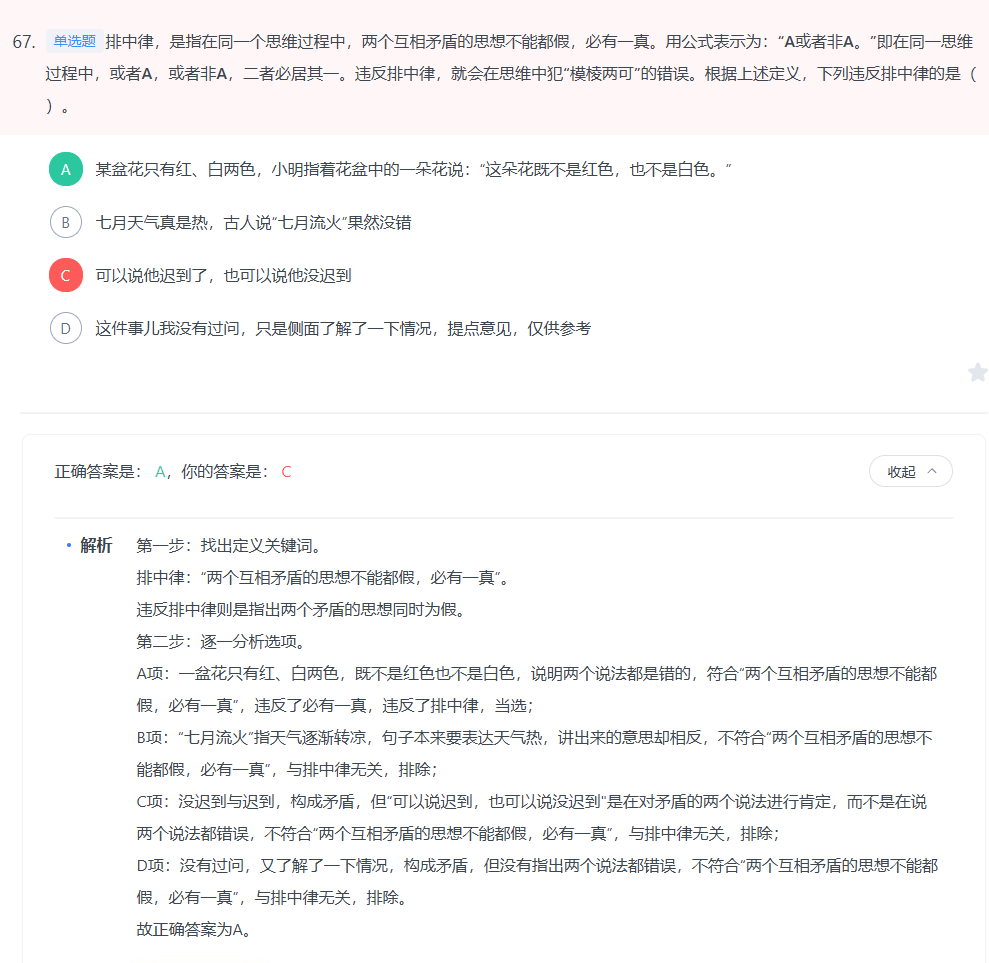 67. 单选题 排中律，是指在同一个思维过程中，两个互相矛盾的思想不能都假，必有一真。用公式表示为：“A或者非A。”即在同一思维
过程中，或者A，或者非A，二者必居其一。违反排中律，就会在思维中犯“模棱两可”的错误。根据上述定义，下列违反排中律的是（
）。
A 某盆花只有红、白两色，小明指着花盆中的一朵花说：“这朵花既不是红色，也不是白色。”
B 七月天气真是热，古人说“七月流火”果然没错
C 可以说他迟到了，也可以说他没迟到
D 这件事儿我没有过问，只是侧面了解了一下情况，提点意见，仅供参考
正确答案是： A，你的答案是： C
收起
· 解析 第一步：找出定义关键词。
排中律：“两个互相矛盾的思想不能都假，必有一真”。
违反排中律则是指出两个矛盾的思想同时为假。
第二步：逐一分析选项。
A项：一盆花只有红、白两色，既不是红色也不是白色，说明两个说法都是错的，符合“两个互相矛盾的思想不能都
假，必有一真”，违反了必有一真，违反了排中律，当选；
B项：“七月流火”指天气逐渐转凉，句子本来要表达天气热，讲出来的意思却相反，不符合“两个互相矛盾的思想不
能都假，必有一真”，与排中律无关，排除；
C项：没迟到与迟到，构成矛盾，但“可以说迟到，也可以说没迟到"是在对矛盾的两个说法进行肯定，而不是在说
两个说法都错误，不符合“两个互相矛盾的思想不能都假，必有一真”，与排中律无关，排除；
D项：没有过问，又了解了一下情况，构成矛盾，但没有指出两个说法都错误，不符合“两个互相矛盾的思想不能都
假，必有一真”，与排中律无关，排除。
故正确答案为A。